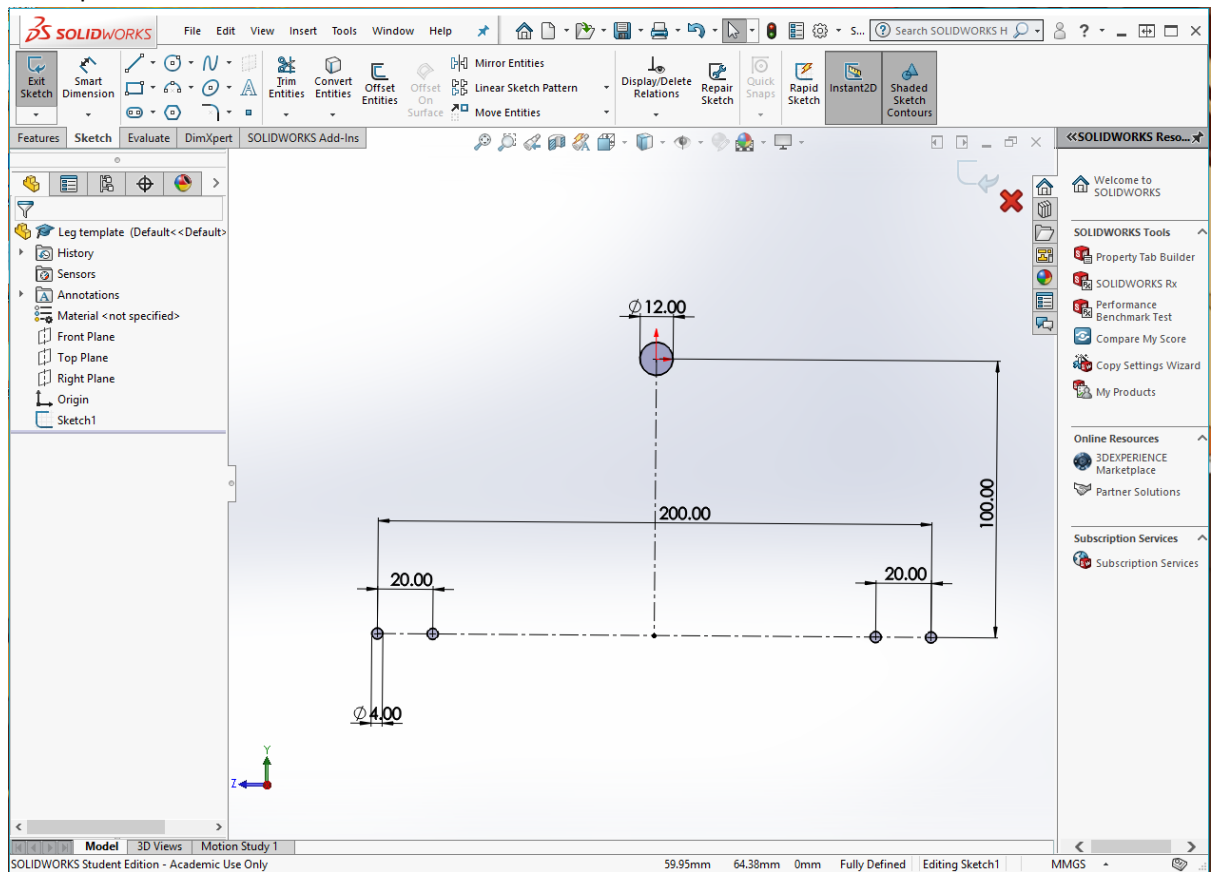 SOLIDWORKS File Edit View Insert Tools Window Help S... Search SOLIDWORKS H ?
Exit Sketch
Smart Dimension
Trim Entities
Convert Entities
Offset Entities
Offset On Surface
Mirror Entities
Linear Sketch Pattern
Move Entities
Display/Delete Relations
Repair Sketch
Quick Snaps
Rapid Sketch
Instant2D
Shaded Sketch Contours
Features Sketch Evaluate DimXpert SOLIDWORKS Add-Ins
Leg template (Default<<Default>
History
Sensors
Annotations
Material <not specified>
Front Plane
Top Plane
Right Plane
Origin
Sketch1
∅12.00
100.00
200.00
20.00
20.00
∅4.00
Y
Z
SOLIDWORKS Reso...
Welcome to
SOLIDWORKS
SOLIDWORKS Tools
Property Tab Builder
SOLIDWORKS Rx
Performance
Benchmark Test
Compare My Score
Copy Settings Wizard
My Products
Online Resources
3DEXPERIENCE
Marketplace
Partner Solutions
Subscription Services
Subscription Services
Model 3D Views Motion Study 1
SOLIDWORKS Student Edition - Academic Use Only 59.95mm 64.38mm 0mm Fully Defined Editing Sketch1 MMGS